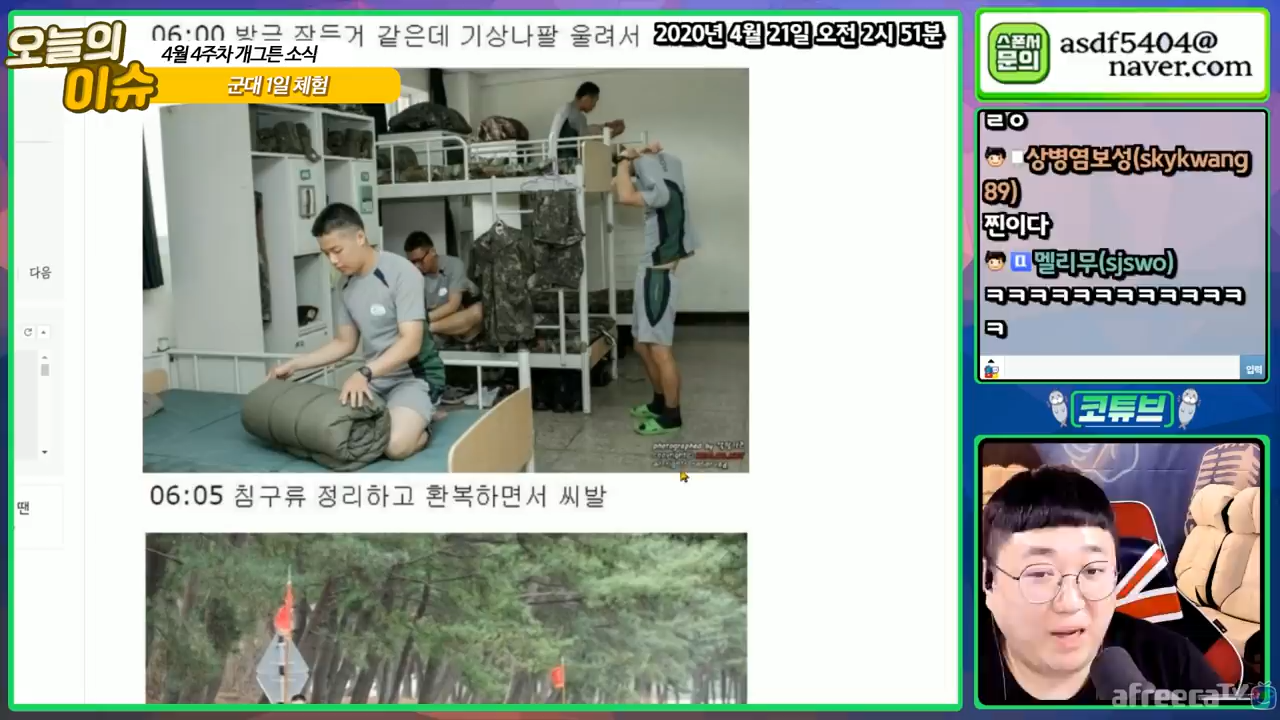 오늘의
이슈
4월 4주차 개그튼 소식
군대 1일 체험
06:00 방금 잠든거 같은데 기상나팔 울려서
2020년 4월 21일 오전 2시 51분
다음
땐
06:05 침구류 정리하고 환복하면서 씨발
스폰서
문의
asdf5404@
naver.com
ㄹㅇ
상병염보성(skykwang
89)
찐이다
멜리무(sjswo)
ㅋㅋㅋㅋㅋㅋㅋㅋㅋㅋㅋㅋ
ㅋ
입력
코튜브
afreecaTV